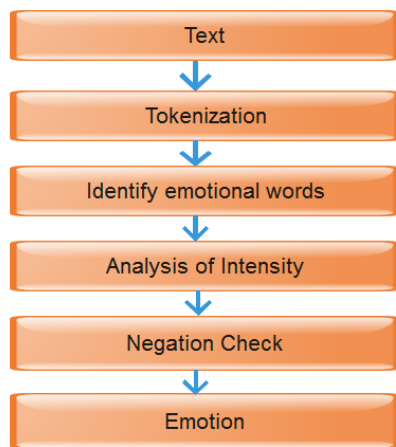 Text
Tokenization
Identify emotional words
Analysis of Intensity
Negation Check
Emotion